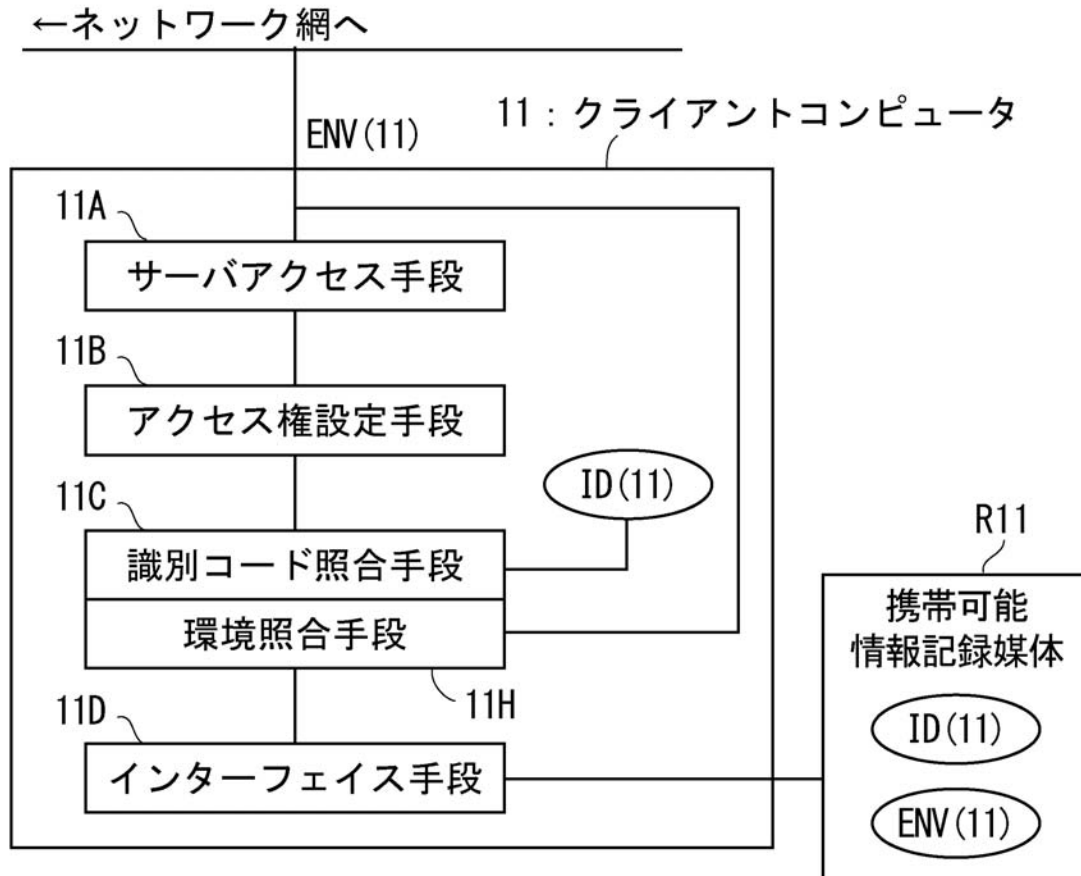 ←ネットワーク網へ
11：クライアントコンピュータ
ENV(11)
11A
サーバアクセス手段
11B
アクセス権設定手段
ID(11)
11C
識別コード照合手段
環境照合手段
11H
11D
インターフェイス手段
R11
携帯可能
情報記録媒体
ID(11)
ENV(11)